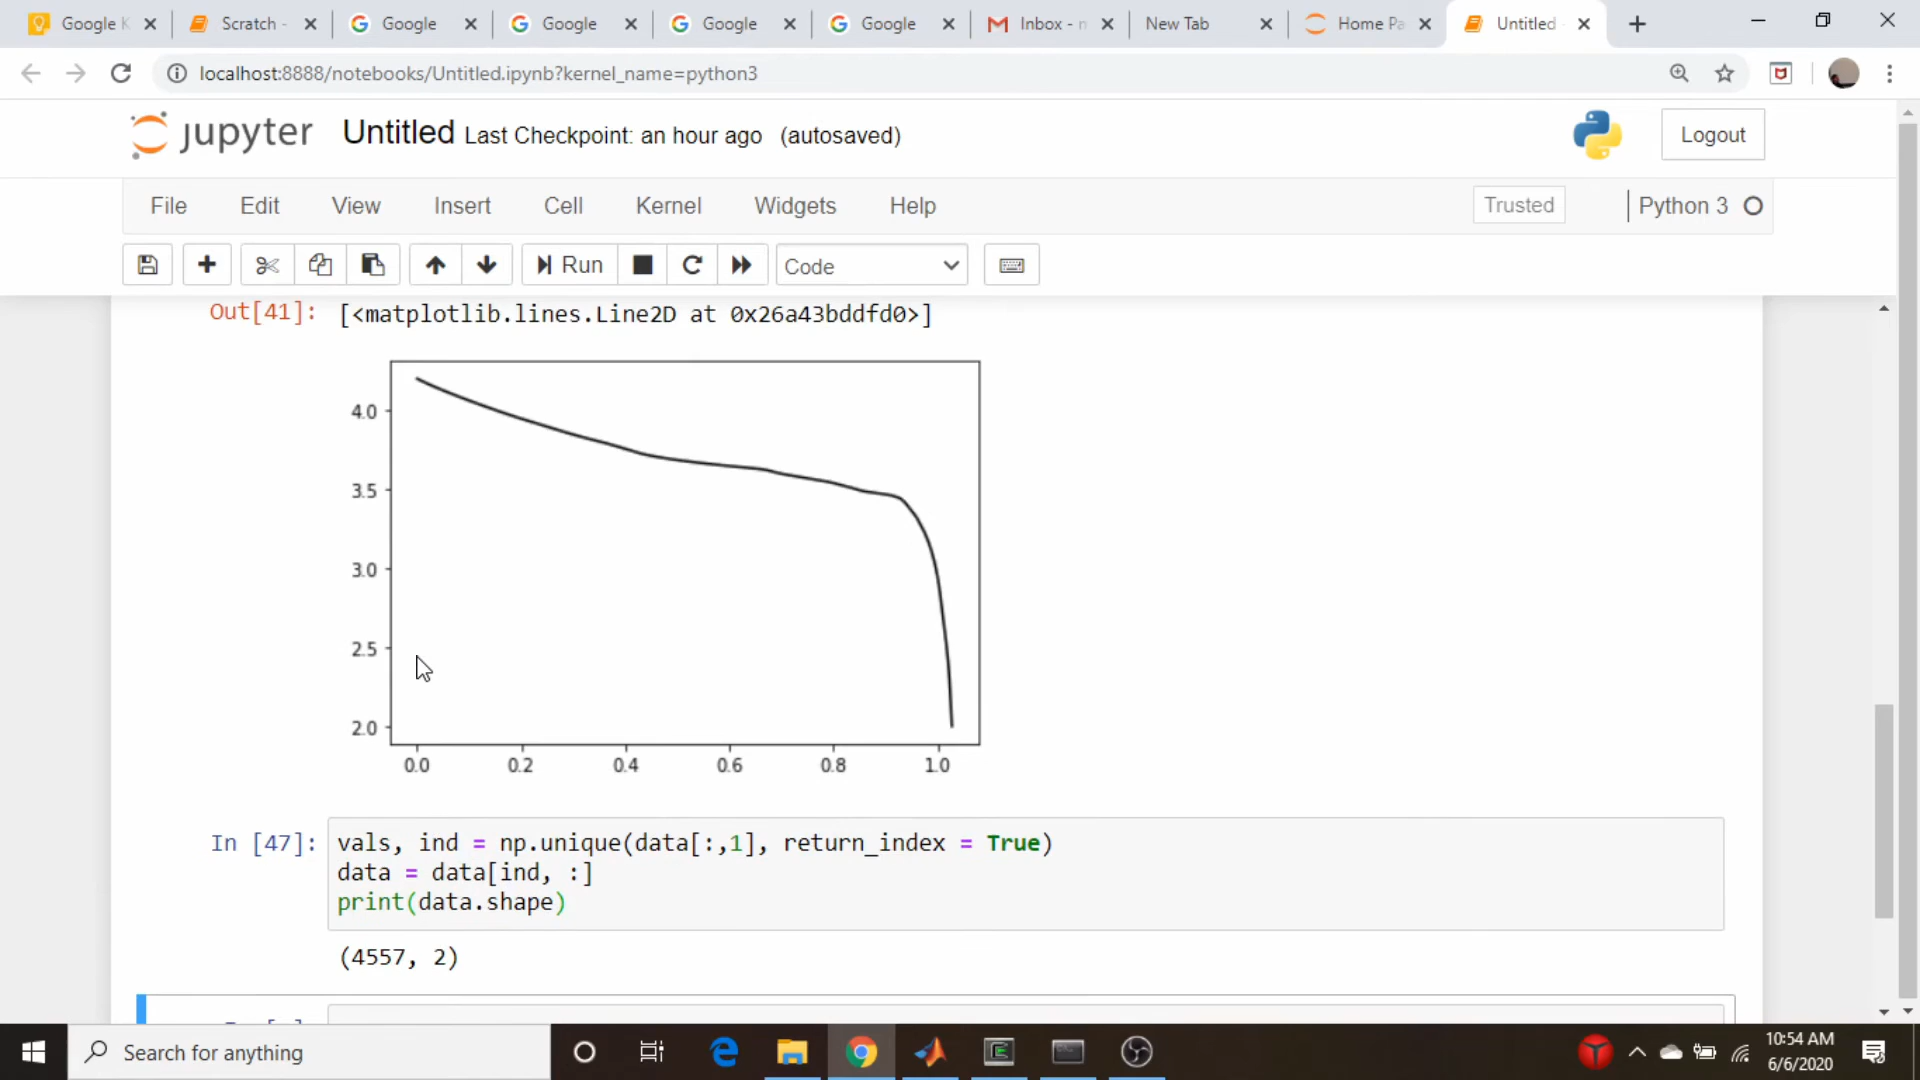 Google K
Scratch -
Google
Google
Google
Google
Inbox - n
New Tab
Home Pa
Untitled
localhost:8888/notebooks/Untitled.ipynb?kernel_name=python3
jupyter Untitled Last Checkpoint: an hour ago (autosaved)
Logout
File Edit View Insert Cell Kernel Widgets Help
Trusted
Python 3
Run
Code
Out[41]: [<matplotlib.lines.Line2D at 0x26a43bddfd0>]
4.0
3.5
3.0
2.5
2.0
0.0 0.2 0.4 0.6 0.8 1.0
In [47]: vals, ind = np.unique(data[:,1], return_index = True)
data = data[ind, :]
print(data.shape)
(4557, 2)
Search for anything
10:54 AM
6/6/2020